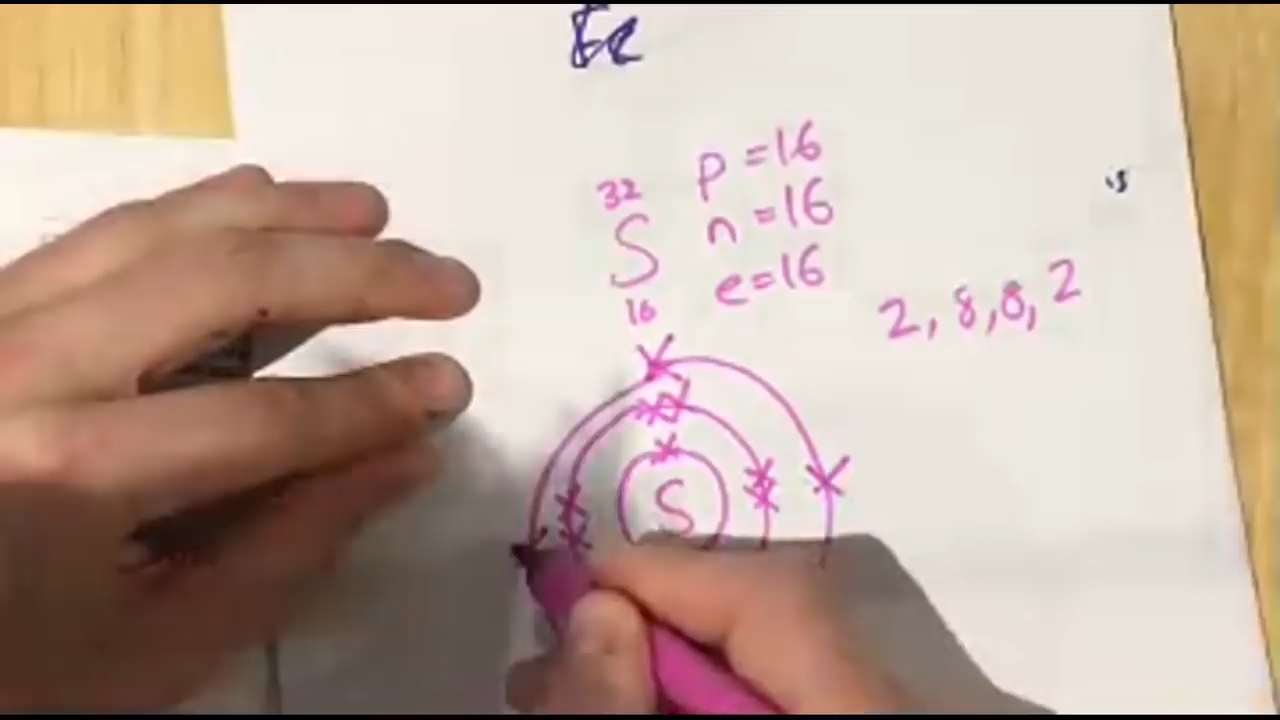 32
S
16
p = 16
n = 16
e = 16
2, 8, 8, 2
S